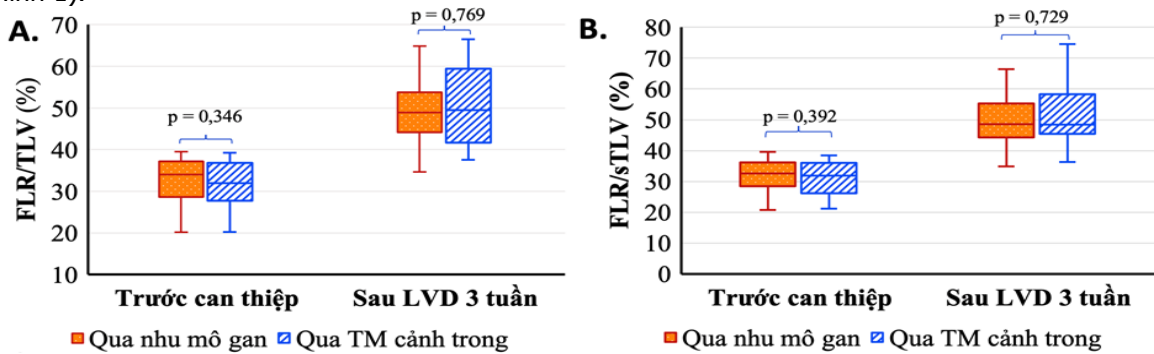 A.
FLR/TLV (%)
70
60
50
40
30
20
10
p = 0,346
p = 0,769
Trước can thiệp
Sau LVD 3 tuần
Qua nhu mô gan
Qua TM cảnh trong
B.
FLR/sTLV (%)
80
70
60
50
40
30
20
10
0
p = 0,392
p = 0,729
Trước can thiệp
Sau LVD 3 tuần
Qua nhu mô gan
Qua TM cảnh trong